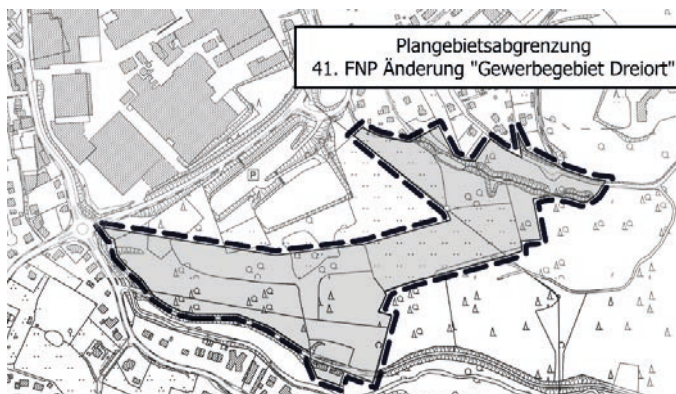 Plangebietsabgrenzung
41. FNP Änderung "Gewerbegebiet Dreiort"
P